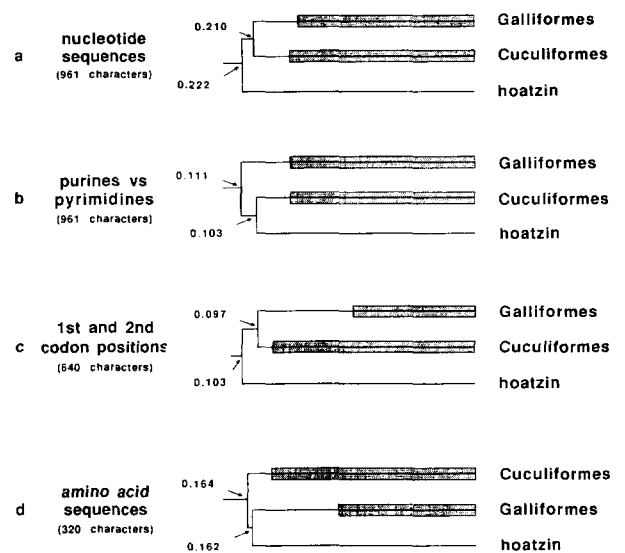 0.210
Galliformes
nucleotide
a
sequences
Cuculiformes
(961 characters)
0.222
hoatzin
0.111
Galliformes
purines vs
b
pyrimidines
Cuculiformes
(961 characters)
0.103
hoatzin
0.097
Galliformes
1st and 2nd
c
codon positions
Cuculiformes
(640 characters)
0.103
hoatzin
Cuculiformes
0.164
amino acid
d
sequences
Galliformes
(320 characters)
0.162
hoatzin